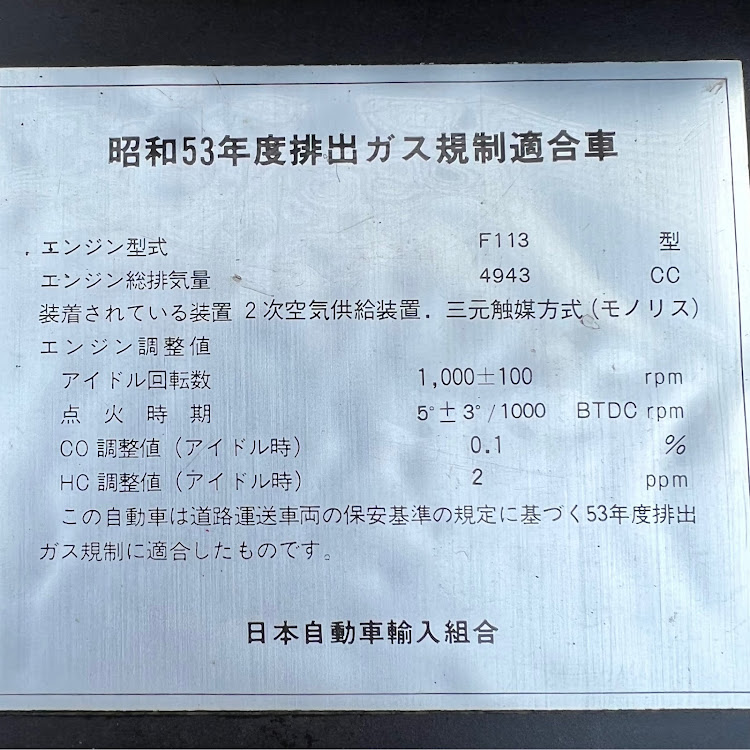 昭和53年度排出ガス規制適合車
エンジン型式 F113 型
エンジン総排気量 4943 CC
装着されている装置 2次空気供給装置. 三元触媒方式(モノリス)
エンジン調整値
アイドル回転数 1,000±100 rpm
点火時期 5°±3°/1000 BTDC rpm
CO調整値(アイドル時) 0.1 %
HC調整値(アイドル時) 2 ppm
この自動車は道路運送車両の保安基準の規定に基づく53年度排出
ガス規制に適合したものです。
日本自動車輸入組合